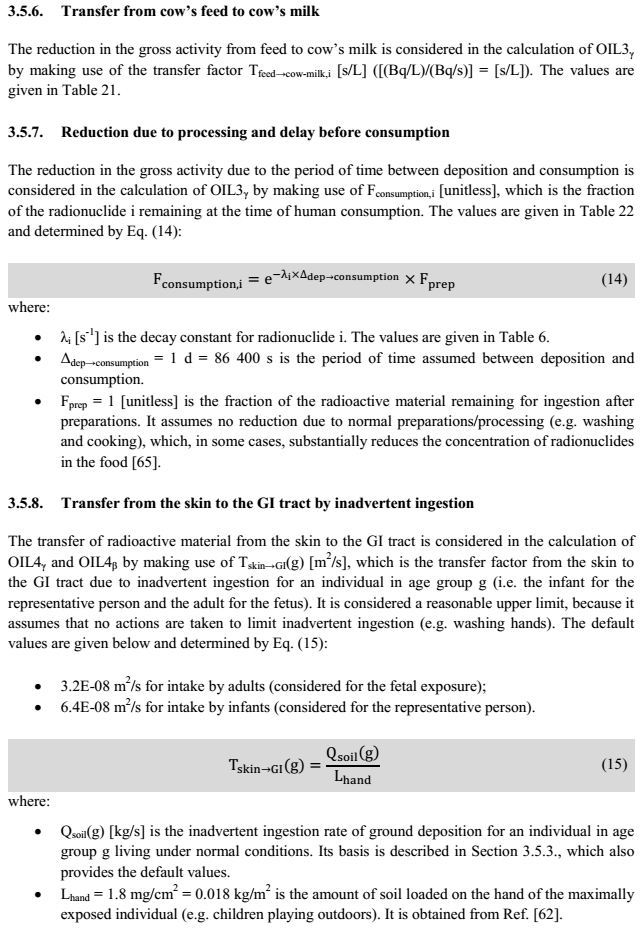 3.5.6. Transfer from cow's feed to cow's milk
The reduction in the gross activity from feed to cow's milk is considered in the calculation of OIL3γ
by making use of the transfer factor Tfeed→cow-milk,i [s/L] ([(Bq/L)/(Bq/s)] = [s/L]). The values are
given in Table 21.
3.5.7. Reduction due to processing and delay before consumption
The reduction in the gross activity due to the period of time between deposition and consumption is
considered in the calculation of OIL3γ by making use of Fconsumption,i [unitless], which is the fraction
of the radionuclide i remaining at the time of human consumption. The values are given in Table 22
and determined by Eq. (14):
Fconsumption,i = e^−λi×Δdep→consumption × Fprep (14)
where:
• λi [s⁻¹] is the decay constant for radionuclide i. The values are given in Table 6.
• Δdep→consumption = 1 d = 86 400 s is the period of time assumed between deposition and
consumption.
• Fprep = 1 [unitless] is the fraction of the radioactive material remaining for ingestion after
preparations. It assumes no reduction due to normal preparations/processing (e.g. washing
and cooking), which, in some cases, substantially reduces the concentration of radionuclides
in the food [65].
3.5.8. Transfer from the skin to the GI tract by inadvertent ingestion
The transfer of radioactive material from the skin to the GI tract is considered in the calculation of
OIL4γ and OIL4β by making use of Tskin→GI(g) [m²/s], which is the transfer factor from the skin to
the GI tract due to inadvertent ingestion for an individual in age group g (i.e. the infant for the
representative person and the adult for the fetus). It is considered a reasonable upper limit, because it
assumes that no actions are taken to limit inadvertent ingestion (e.g. washing hands). The default
values are given below and determined by Eq. (15):
• 3.2E-08 m²/s for intake by adults (considered for the fetal exposure);
• 6.4E-08 m²/s for intake by infants (considered for the representative person).
Tskin→GI(g) = Qsoil(g) / Lhand (15)
where:
• Qsoil(g) [kg/s] is the inadvertent ingestion rate of ground deposition for an individual in age
group g living under normal conditions. Its basis is described in Section 3.5.3., which also
provides the default values.
• Lhand = 1.8 mg/cm² = 0.018 kg/m² is the amount of soil loaded on the hand of the maximally
exposed individual (e.g. children playing outdoors). It is obtained from Ref. [62].